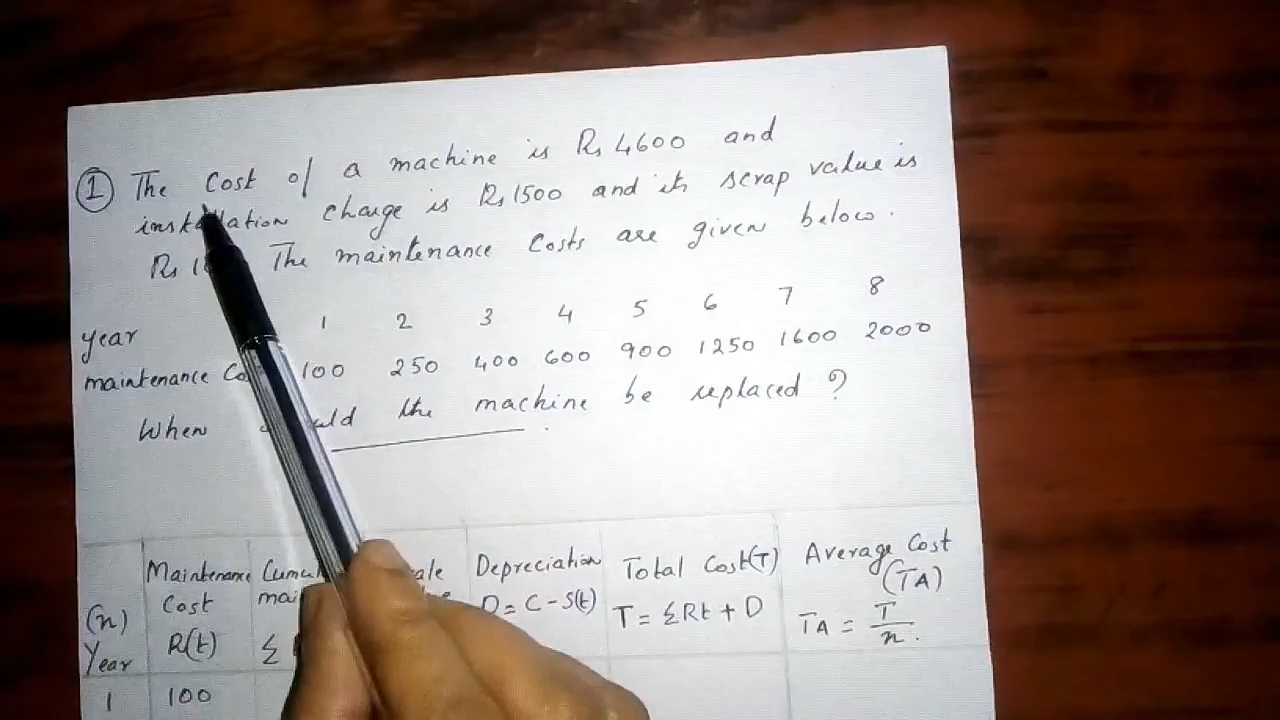 1 The Cost of a machine is Rs 4600 and
installation charge is Rs 1500 and its scrap value is
Rs The maintenance Costs are given below.
year 1 2 3 4 5 6 7 8
maintenance 100 250 400 600 900 1250 1600 2000
When the machine be replaced ?
(n) Year
Maintenance Cost R(t)
Σ
Depreciation D = C - S(t)
Total Cost(T) T = ΣRt + D
Average Cost (TA) TA = T/n.
1 100